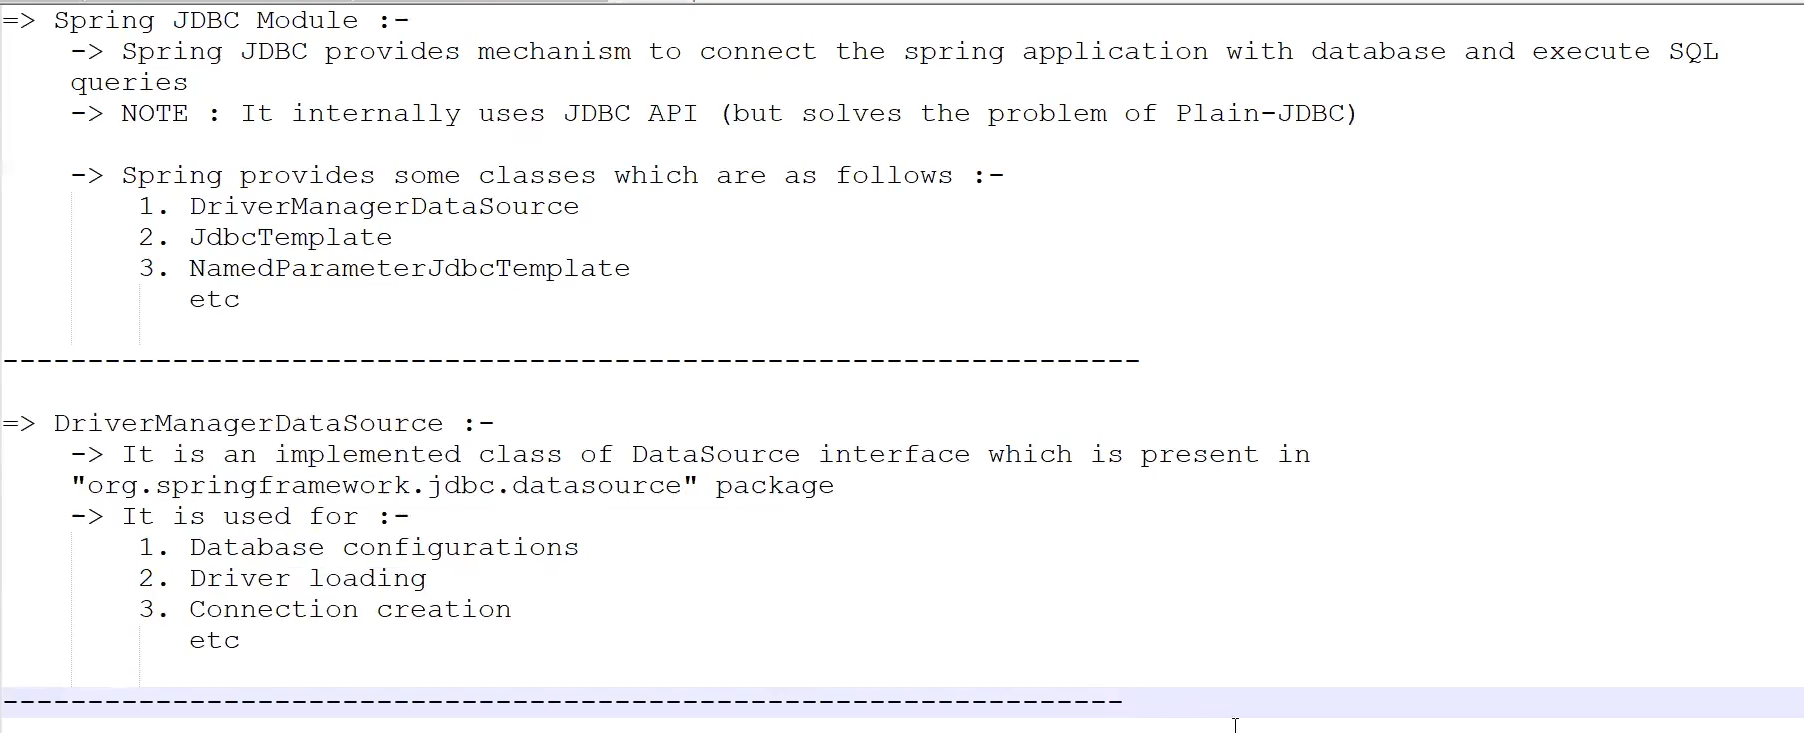 => Spring JDBC Module :-
-> Spring JDBC provides mechanism to connect the spring application with database and execute SQL
queries
-> NOTE : It internally uses JDBC API (but solves the problem of Plain-JDBC)
-> Spring provides some classes which are as follows :-
1. DriverManagerDataSource
2. JdbcTemplate
3. NamedParameterJdbcTemplate
etc
-------------------------------------------------------------------
=> DriverManagerDataSource :-
-> It is an implemented class of DataSource interface which is present in
"org.springframework.jdbc.datasource" package
-> It is used for :-
1. Database configurations
2. Driver loading
3. Connection creation
etc
------------------------------------------------------------------